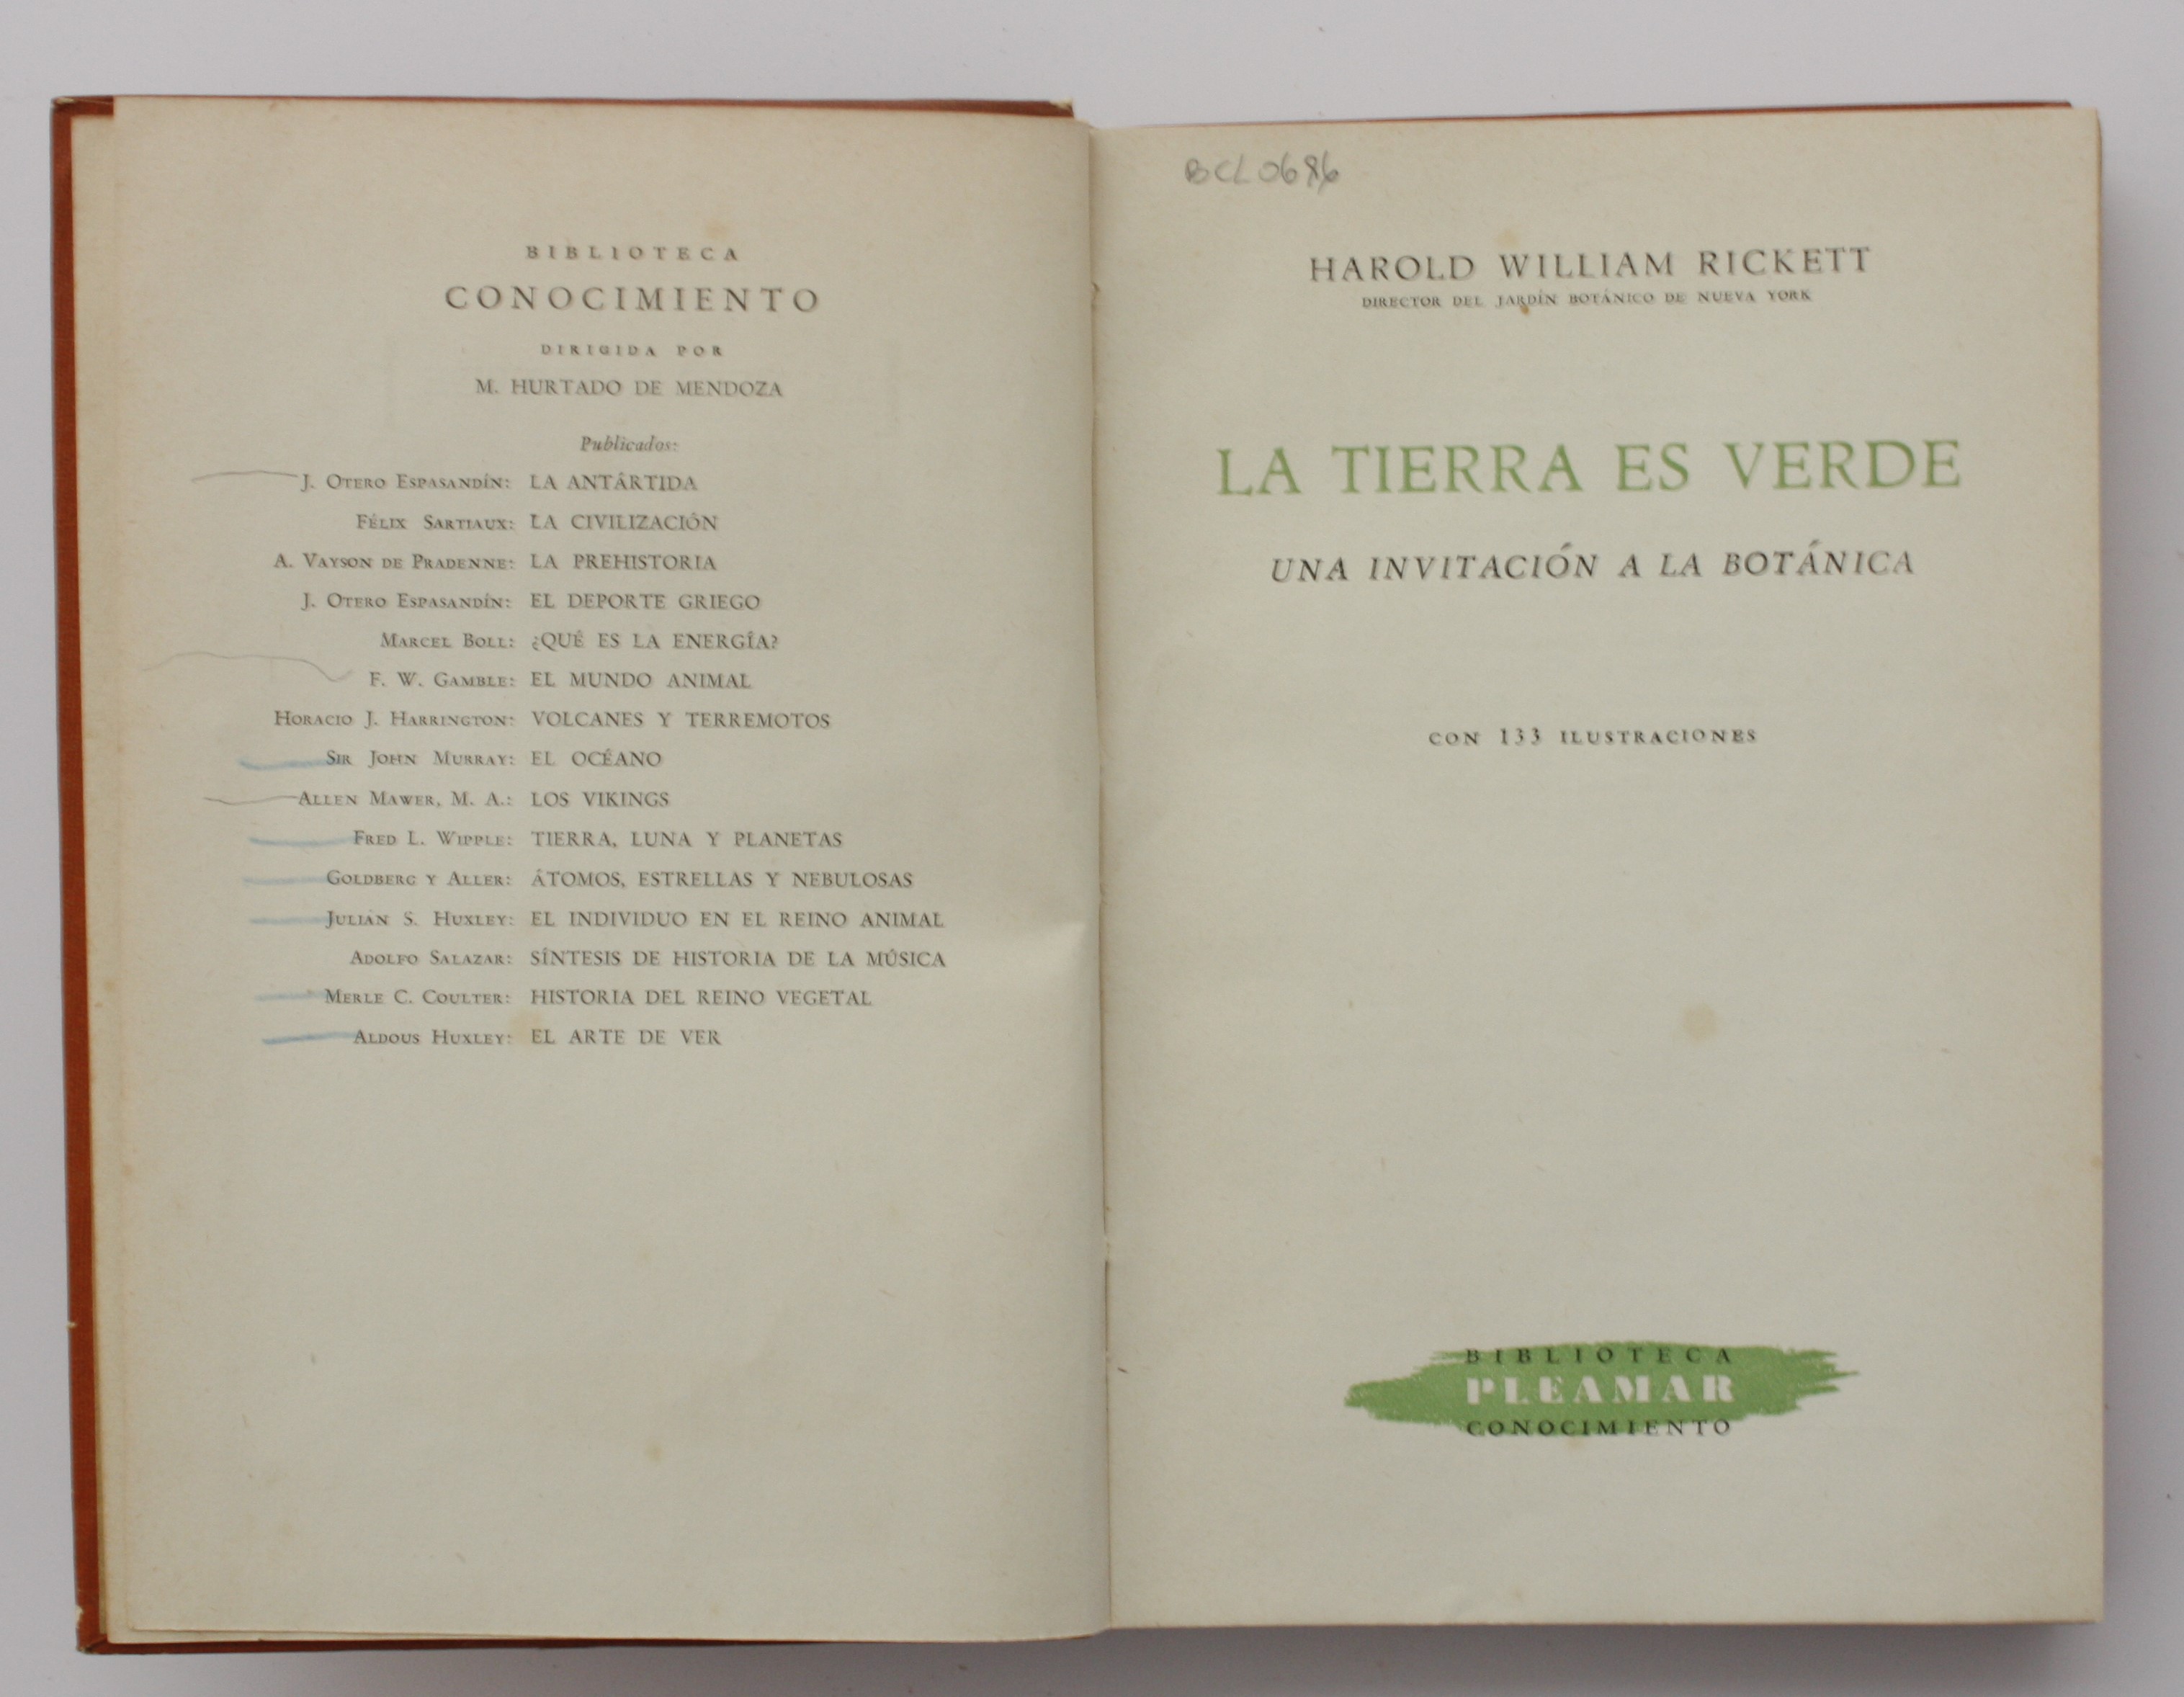 BIBLIOTECA
CONOCIMIENTO
DIRIGIDA POR
M. HURTADO DE MENDOZA
Publicados:
J. OTERO ESPASANDÍN: LA ANTÁRTIDA
FÉLIX SARTIAUX: LA CIVILIZACIÓN
A. VAYSON DE PRADENNE: LA PREHISTORIA
J. OTERO ESPASANDÍN: EL DEPORTE GRIEGO
MARCEL BOLL: ¿QUÉ ES LA ENERGÍA?
F. W. GAMBLE: EL MUNDO ANIMAL
HORACIO J. HARRINGTON: VOLCANES Y TERREMOTOS
SIR JOHN MURRAY: EL OCÉANO
ALLEN MAWER, M. A.: LOS VIKINGS
FRED L. WIPPLE: TIERRA, LUNA Y PLANETAS
GOLDBERG Y ALLER: ÁTOMOS, ESTRELLAS Y NEBULOSAS
JULIAN S. HUXLEY: EL INDIVIDUO EN EL REINO ANIMAL
ADOLFO SALAZAR: SÍNTESIS DE HISTORIA DE LA MÚSICA
MERLE C. COULTER: HISTORIA DEL REINO VEGETAL
ALDOUS HUXLEY: EL ARTE DE VER
BCL0686
HAROLD WILLIAM RICKETT
DIRECTOR DEL JARDÍN BOTÁNICO DE NUEVA YORK
LA TIERRA ES VERDE
UNA INVITACIÓN A LA BOTÁNICA
CON 133 ILUSTRACIONES
BIBLIOTECA
PLEAMAR
CONOCIMIENTO